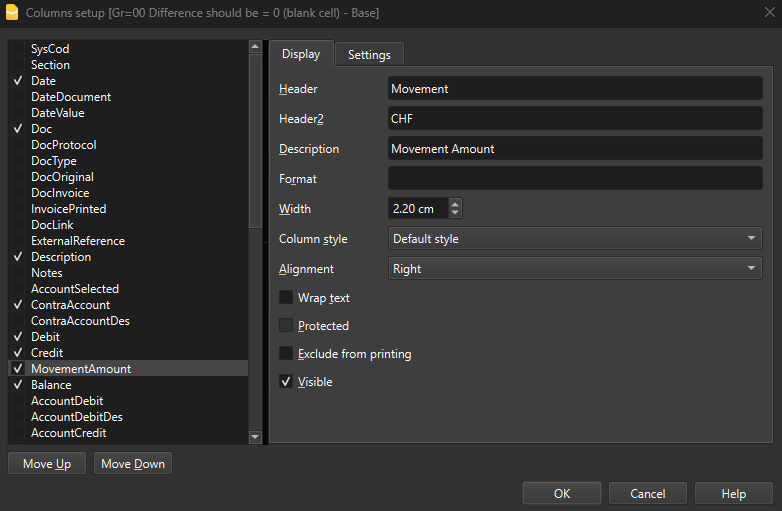 Columns setup [Gr=00 Difference should be = 0 (blank cell) - Base]
SysCod
Section
Date
DateDocument
DateValue
Doc
DocProtocol
DocType
DocOriginal
DocInvoice
InvoicePrinted
DocLink
ExternalReference
Description
Notes
AccountSelected
ContraAccount
ContraAccountDes
Debit
Credit
MovementAmount
Balance
AccountDebit
AccountDebitDes
AccountCredit
Move Up Move Down
Display Settings
Header Movement
Header2 CHF
Description Movement Amount
Format
Width 2.20 cm
Column style Default style
Alignment Right
Wrap text
Protected
Exclude from printing
Visible
OK Cancel Help